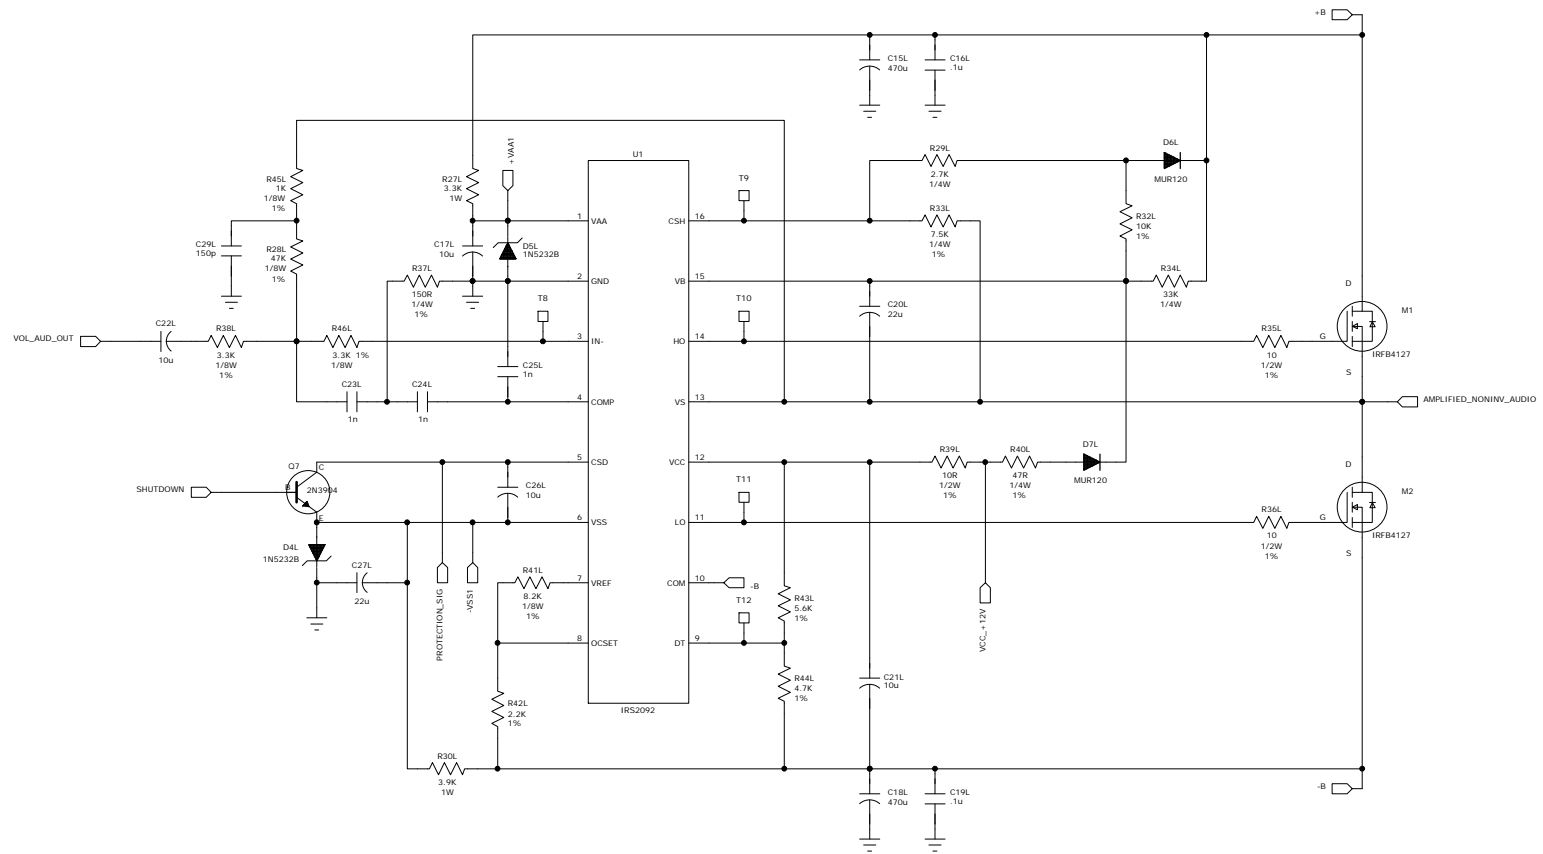 +B
C15L
470u
C16L
.1u
+VAA1
U1
R29L
2.7K
1/4W
D6L
MUR120
R45L
1K
1/8W
1%
R27L
3.3K
1W
T9
1
VAA
CSH
16
R33L
7.5K
1/4W
1%
R32L
10K
1%
C29L
150p
R28L
47K
1/8W
1%
C17L
10u
D5L
1N5232B
R37L
150R
1/4W
1%
2
GND
VB
15
R34L
33K
1/4W
T8
T10
C20L
22u
D
M1
G
IRFB4127
S
VOL_AUD_OUT
C22L
10u
R38L
3.3K
1/8W
1%
R46L
3.3K 1%
1/8W
3
IN-
HO
14
R35L
10
1/2W
1%
C25L
1n
C23L
1n
C24L
1n
4
COMP
VS
13
AMPLIFIED_NONINV_AUDIO
5
CSD
VCC
12
R39L
10R
1/2W
1%
R40L
47R
1/4W
1%
D7L
MUR120
D
M2
G
IRFB4127
S
Q7
C
B
2N3904
E
SHUTDOWN
C26L
10u
T11
6
VSS
LO
11
R36L
10
1/2W
1%
D4L
1N5232B
C27L
22u
PROTECTION_SIG
-VSS1
R41L
8.2K
1/8W
1%
7
VREF
COM
10
-B
T12
R43L
5.6K
1%
VCC_+12V
8
OCSET
DT
9
R42L
2.2K
1%
R44L
4.7K
1%
C21L
10u
IRS2092
R30L
3.9K
1W
C18L
470u
C19L
.1u
-B